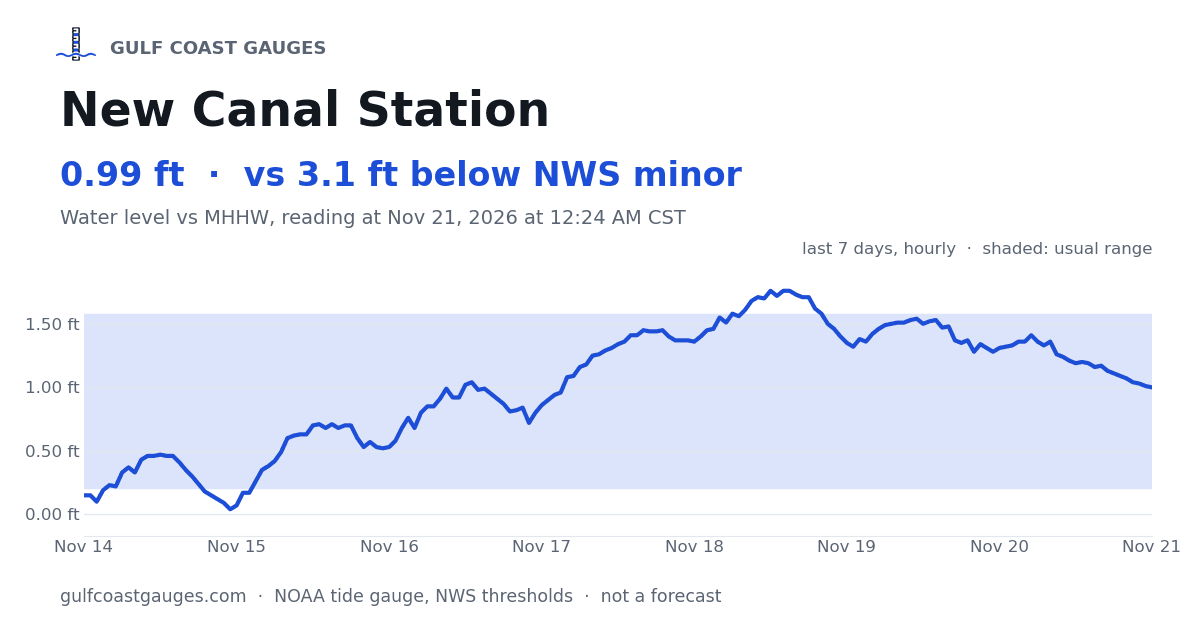 GULF COAST GAUGES
New Canal Station
0.99 ft · vs 3.1 ft below NWS minor
Water level vs MHHW, reading at Nov 21, 2026 at 12:24 AM CST
last 7 days, hourly · shaded: usual range
1.50 ft
1.00 ft
0.50 ft
0.00 ft
Nov 14 Nov 15 Nov 16 Nov 17 Nov 18 Nov 19 Nov 20 Nov 21
gulfcoastgauges.com · NOAA tide gauge, NWS thresholds · not a forecast